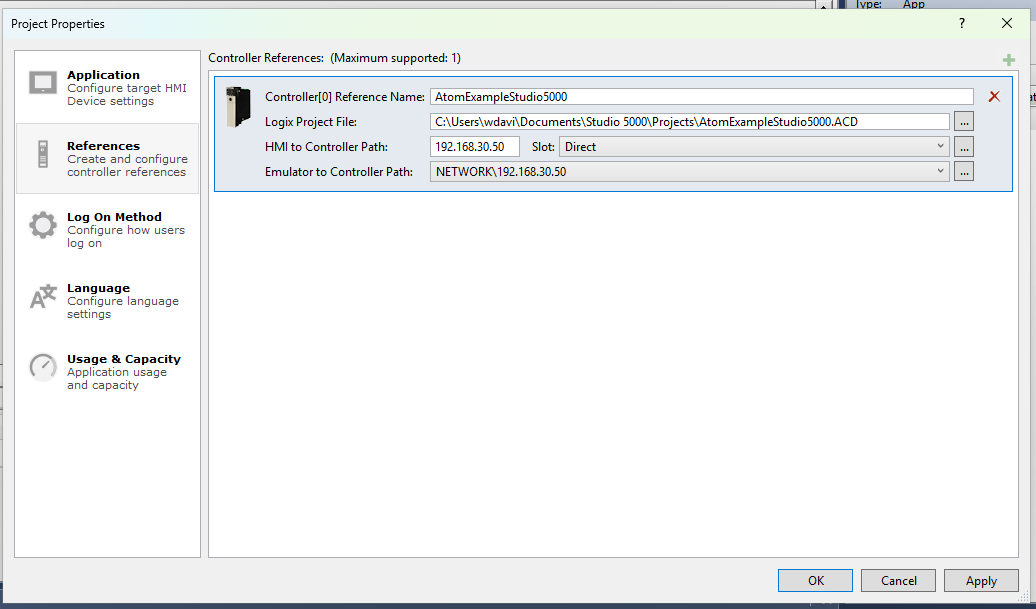 Type: App
Project Properties
?
Application
Configure target HMI
Device settings
References
Create and configure
controller references
Log On Method
Configure how users
log on
Language
Configure language
settings
Usage & Capacity
Application usage
and capacity
Controller References: (Maximum supported: 1)
Controller[0] Reference Name: AtomExampleStudio5000
Logix Project File: C:\Users\wdavi\Documents\Studio 5000\Projects\AtomExampleStudio5000.ACD ...
HMI to Controller Path: 192.168.30.50 Slot: Direct ...
Emulator to Controller Path: NETWORK\192.168.30.50 ...
OK Cancel Apply